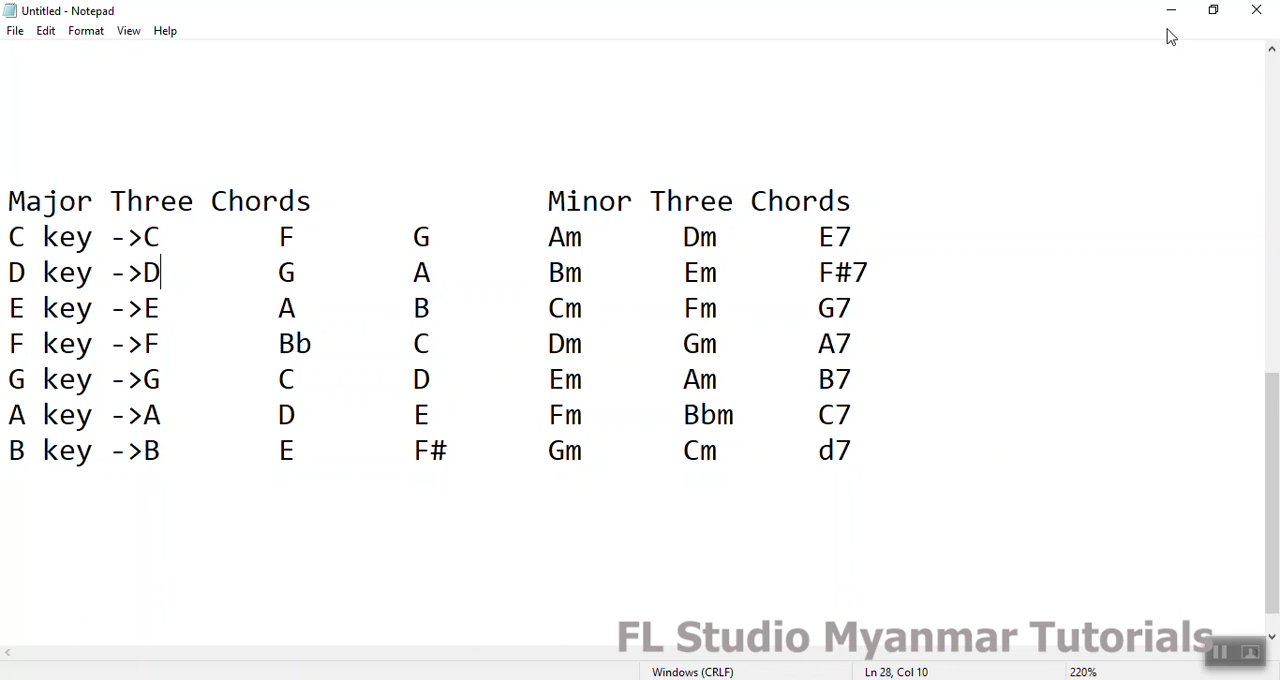 Untitled - Notepad
File Edit Format View Help
Major Three Chords Minor Three Chords
C key ->C F G Am Dm E7
D key ->D G A Bm Em F#7
E key ->E A B Cm Fm G7
F key ->F Bb C Dm Gm A7
G key ->G C D Em Am B7
A key ->A D E Fm Bbm C7
B key ->B E F# Gm Cm d7
FL Studio Myanmar Tutorials
Windows (CRLF) Ln 28, Col 10 220%